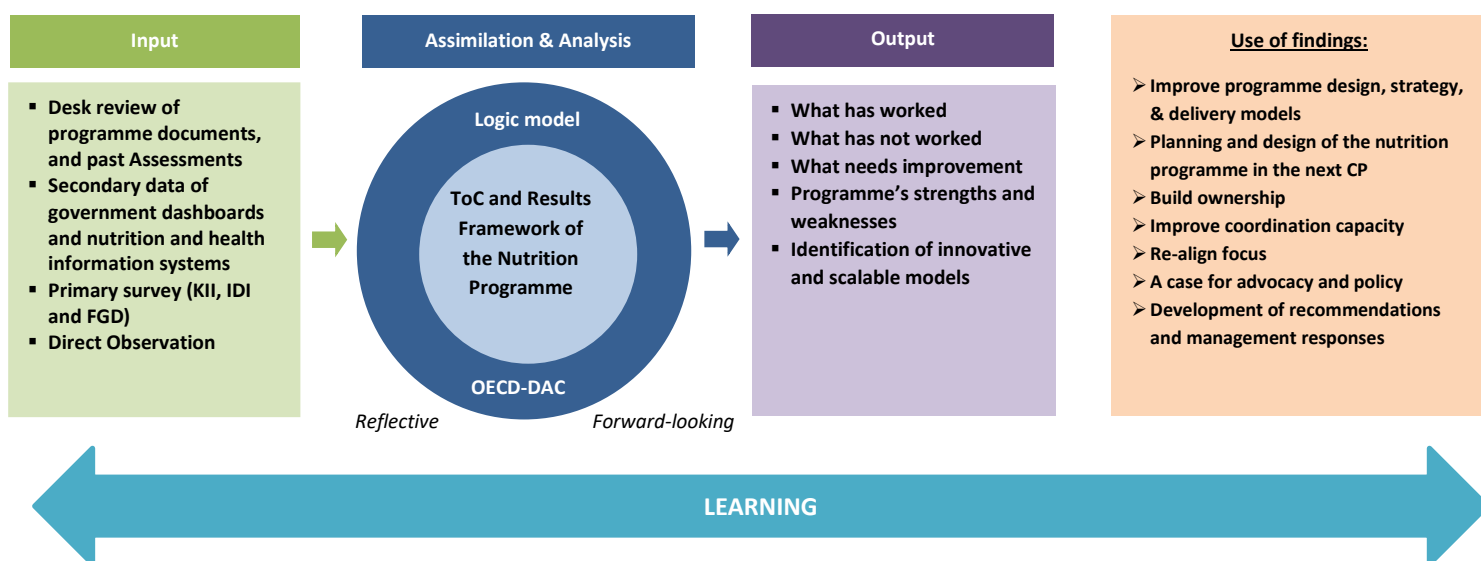 Input
▪ Desk review of
programme documents,
and past Assessments
▪ Secondary data of
government dashboards
and nutrition and health
information systems
▪ Primary survey (KII, IDI
and FGD)
▪ Direct Observation
Assimilation & Analysis
Logic model
ToC and Results
Framework of
the Nutrition
Programme
OECD-DAC
Reflective
Forward-looking
Output
▪ What has worked
▪ What has not worked
▪ What needs improvement
▪ Programme’s strengths and
weaknesses
▪ Identification of innovative
and scalable models
Use of findings:
➢ Improve programme design, strategy,
& delivery models
➢ Planning and design of the nutrition
programme in the next CP
➢ Build ownership
➢ Improve coordination capacity
➢ Re-align focus
➢ A case for advocacy and policy
➢ Development of recommendations
and management responses
LEARNING